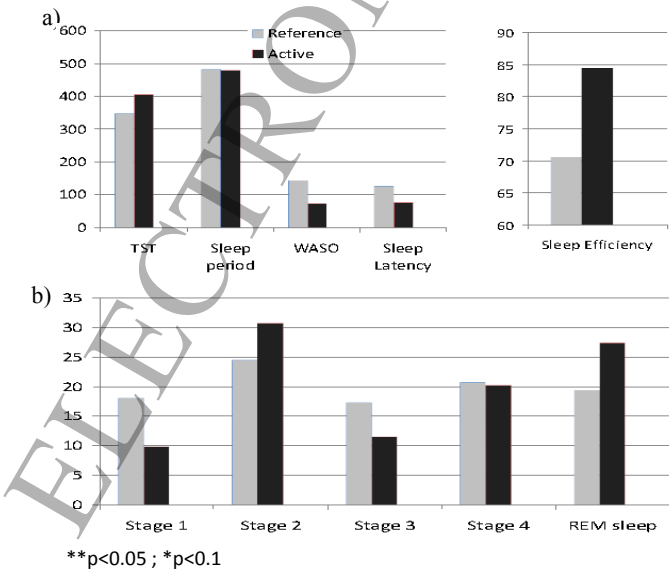 a)
600
500
400
300
200
100
0
Reference
Active
TST
Sleep period
WASO
Sleep Latency
90
85
80
75
70
65
60
Sleep Efficiency
b)
35
30
25
20
15
10
5
0
Stage 1
Stage 2
Stage 3
Stage 4
REM sleep
**p<0.05 ; *p<0.1
ELECTRON